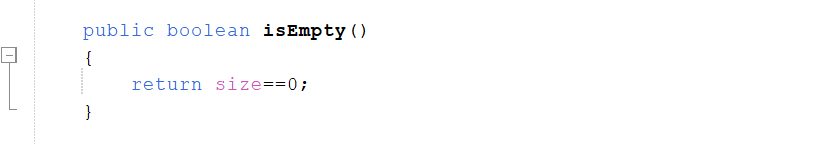 public boolean isEmpty()
{
return size==0;
}